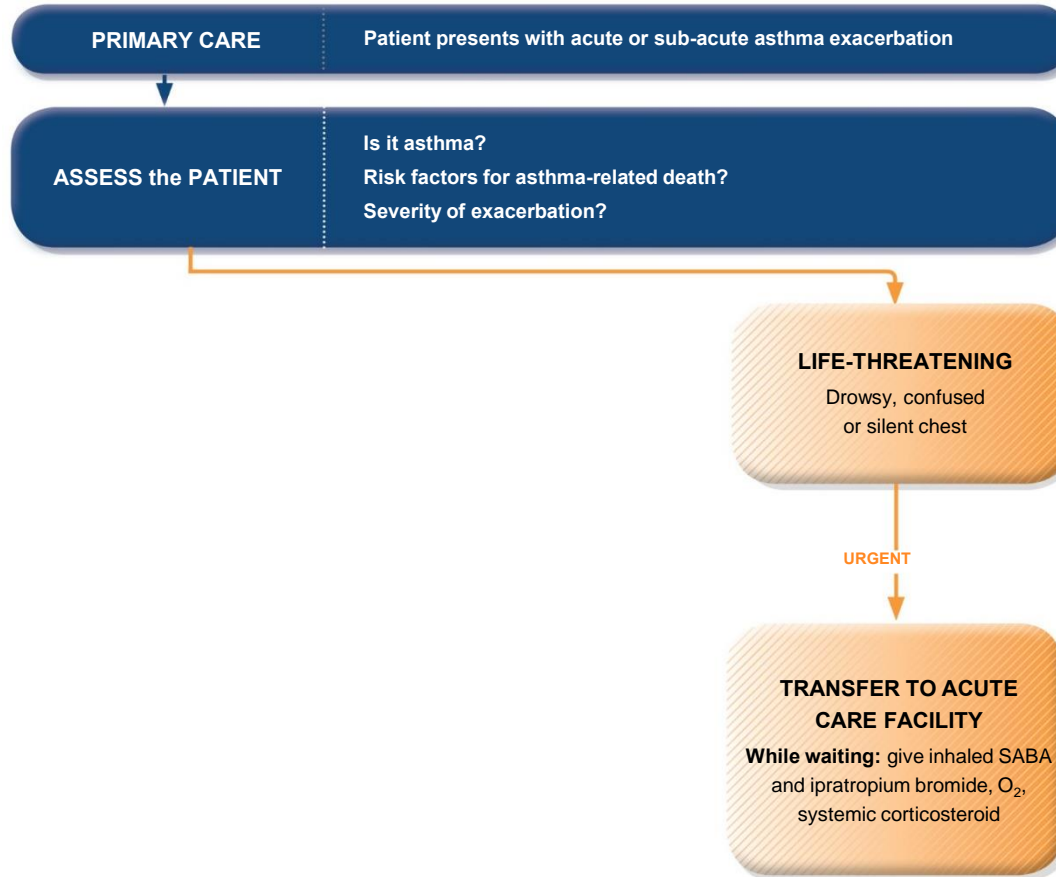 PRIMARY CARE
Patient presents with acute or sub-acute asthma exacerbation
ASSESS the PATIENT
Is it asthma?
Risk factors for asthma-related death?
Severity of exacerbation?
LIFE-THREATENING
Drowsy, confused
or silent chest
URGENT
TRANSFER TO ACUTE
CARE FACILITY
While waiting: give inhaled SABA
and ipratropium bromide, O₂,
systemic corticosteroid